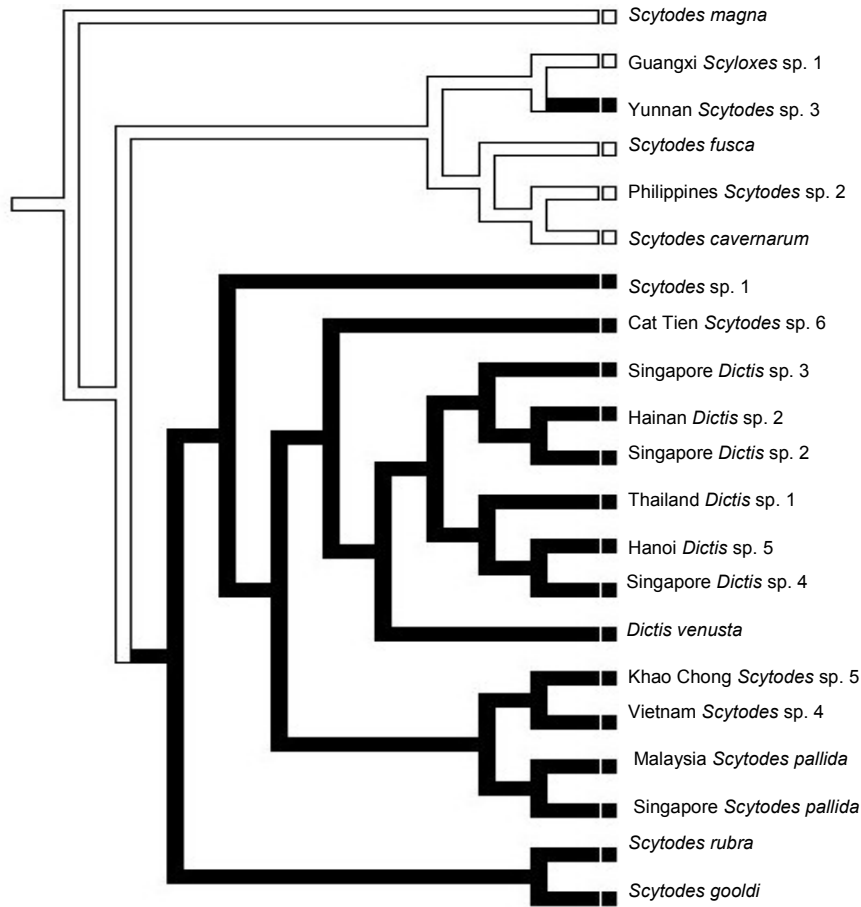 Scytodes magna
Guangxi Scyloxes sp. 1
Yunnan Scytodes sp. 3
Scytodes fusca
Philippines Scytodes sp. 2
Scytodes cavernarum
Scytodes sp. 1
Cat Tien Scytodes sp. 6
Singapore Dictis sp. 3
Hainan Dictis sp. 2
Singapore Dictis sp. 2
Thailand Dictis sp. 1
Hanoi Dictis sp. 5
Singapore Dictis sp. 4
Dictis venusta
Khao Chong Scytodes sp. 5
Vietnam Scytodes sp. 4
Malaysia Scytodes pallida
Singapore Scytodes pallida
Scytodes rubra
Scytodes gooldi